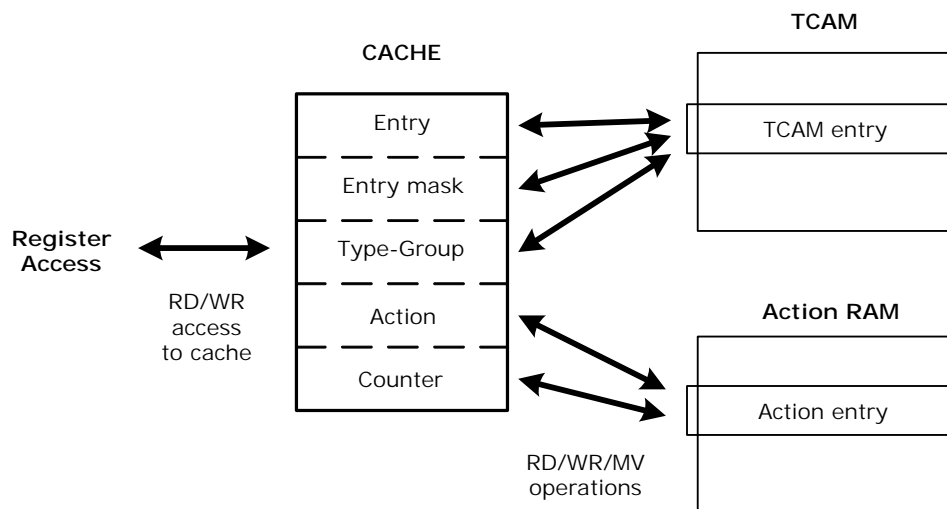 TCAM
CACHE
Entry
TCAM entry
Entry mask
Register
Access
Type-Group
RD/WR
access
to cache
Action
Action RAM
Counter
Action entry
RD/WR/MV
operations